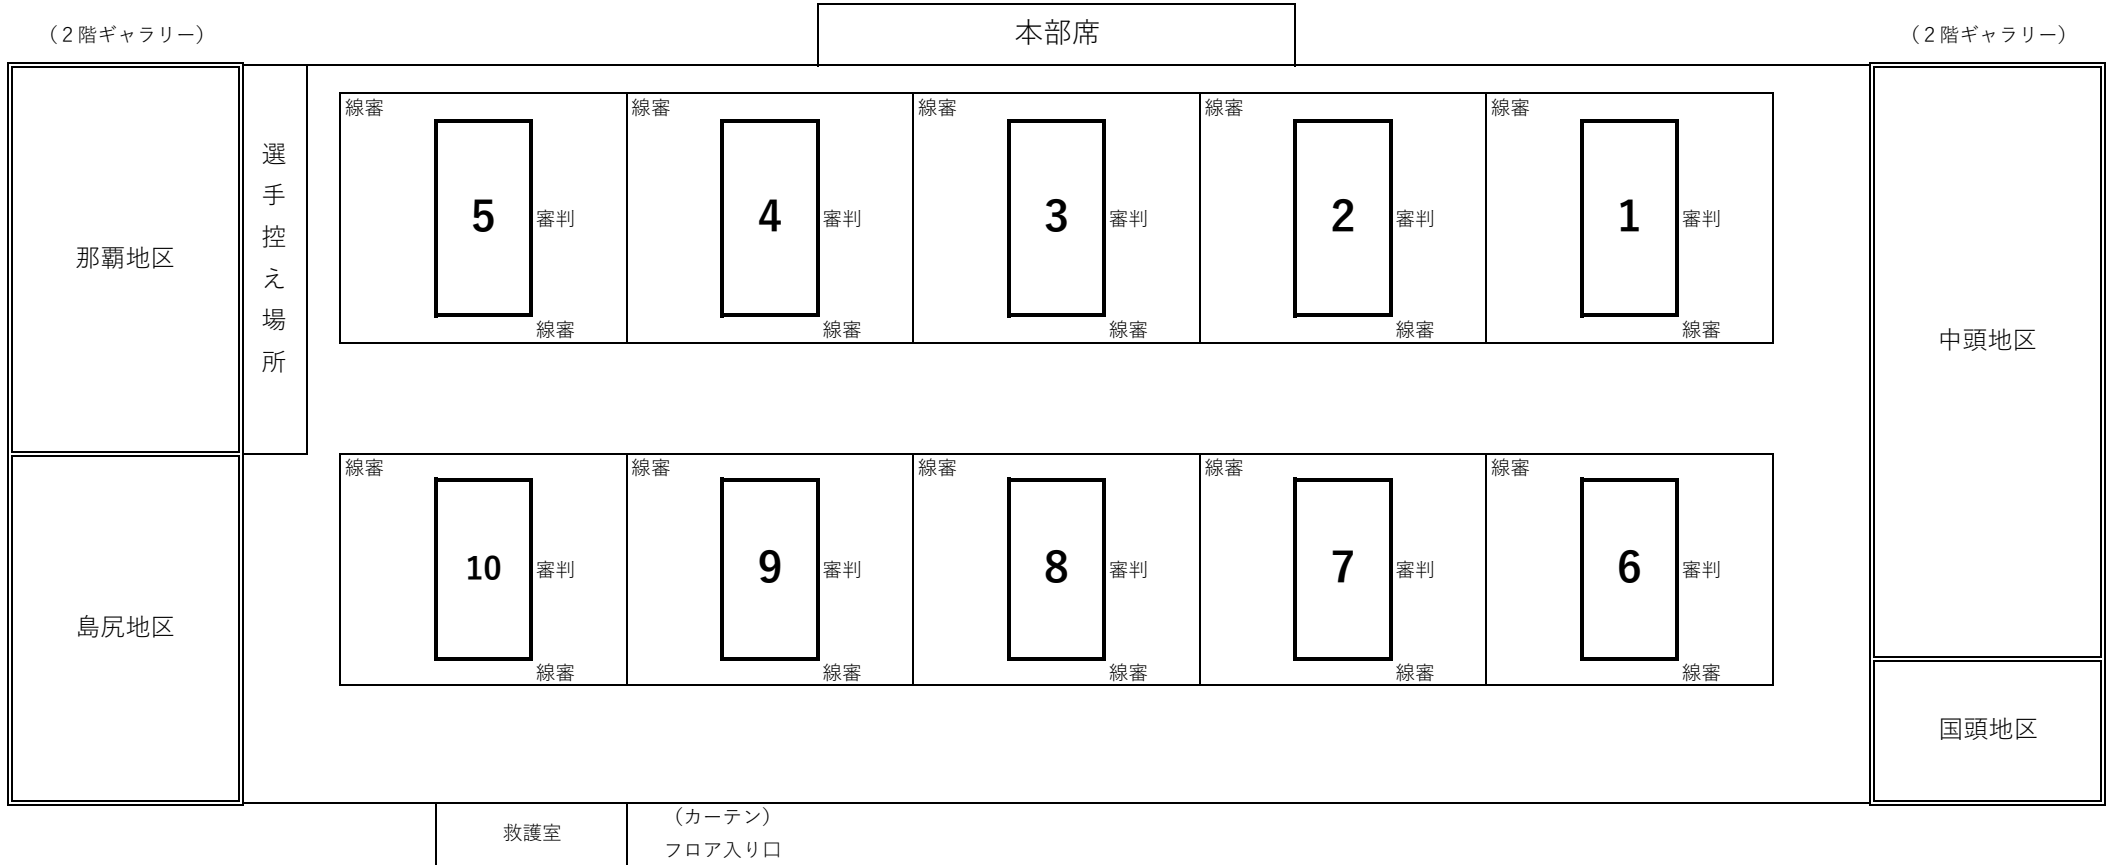 本部席
（２階ギャラリー）
（２階ギャラリー）
線審
線審
線審
線審
線審
選手控え場所
5
審判
4
審判
3
審判
2
審判
1
審判
那覇地区
線審
線審
線審
線審
線審
中頭地区
線審
線審
線審
線審
線審
10
審判
9
審判
8
審判
7
審判
6
審判
島尻地区
線審
線審
線審
線審
線審
国頭地区
救護室
（カーテン）
フロア入り口